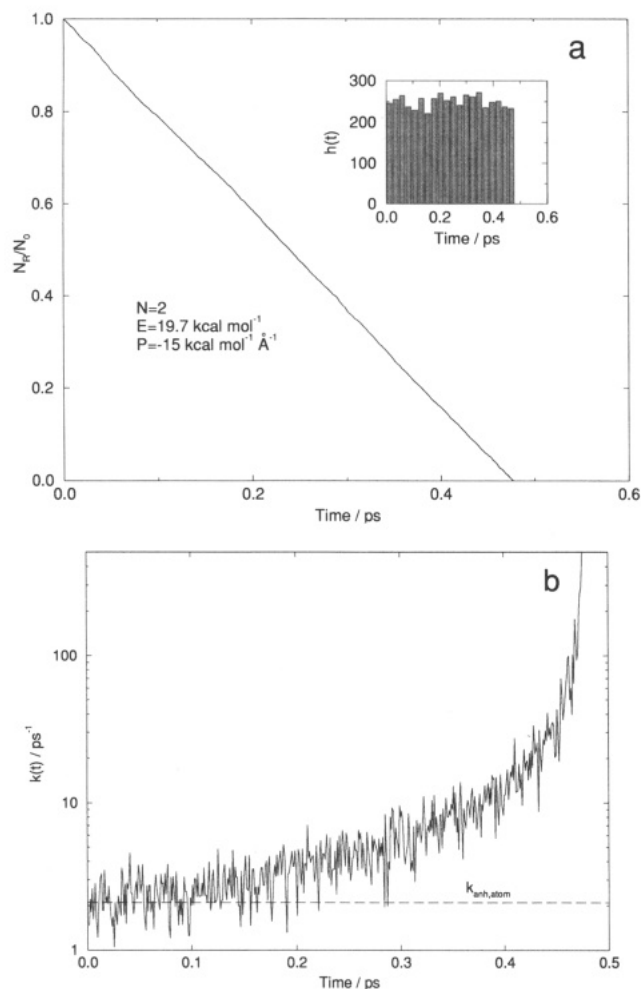 a
1.0
0.8
0.6
0.4
0.2
0.0
N_R/N_o
0.0 0.2 0.4 0.6
Time / ps
N=2
E=19.7 kcal mol⁻¹
P=-15 kcal mol⁻¹ Å⁻¹
300
200
100
0
h(t)
0.0 0.2 0.4 0.6
Time / ps
b
100
10
1
k(t) / ps⁻¹
k_anh,atom
0.0 0.1 0.2 0.3 0.4 0.5
Time / ps